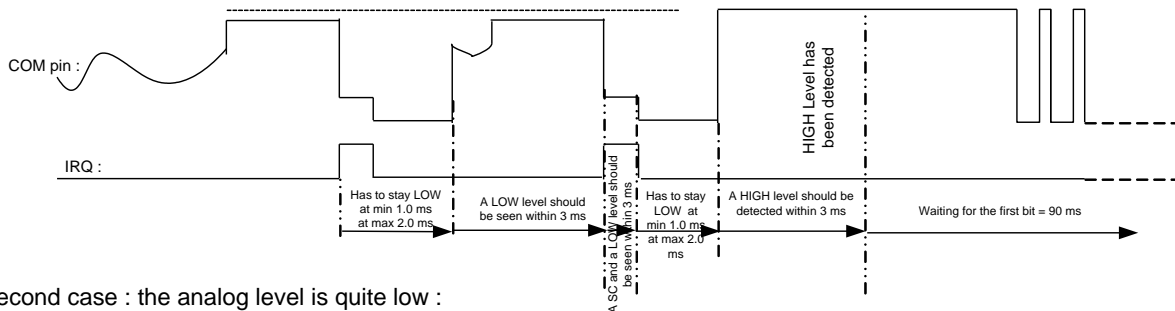 COM pin :
HIGH Level has
been detected
IRQ :
Has to stay LOW
at min 1.0 ms
at max 2.0 ms
A LOW level should
be seen within 3 ms
A SC and a LOW level should
be seen within 3 ms
Has to stay
LOW at
min 1.0 ms
at max 2.0
ms
A HIGH level should be
detected within 3 ms
Waiting for the first bit = 90 ms
econd case : the analog level is quite low :